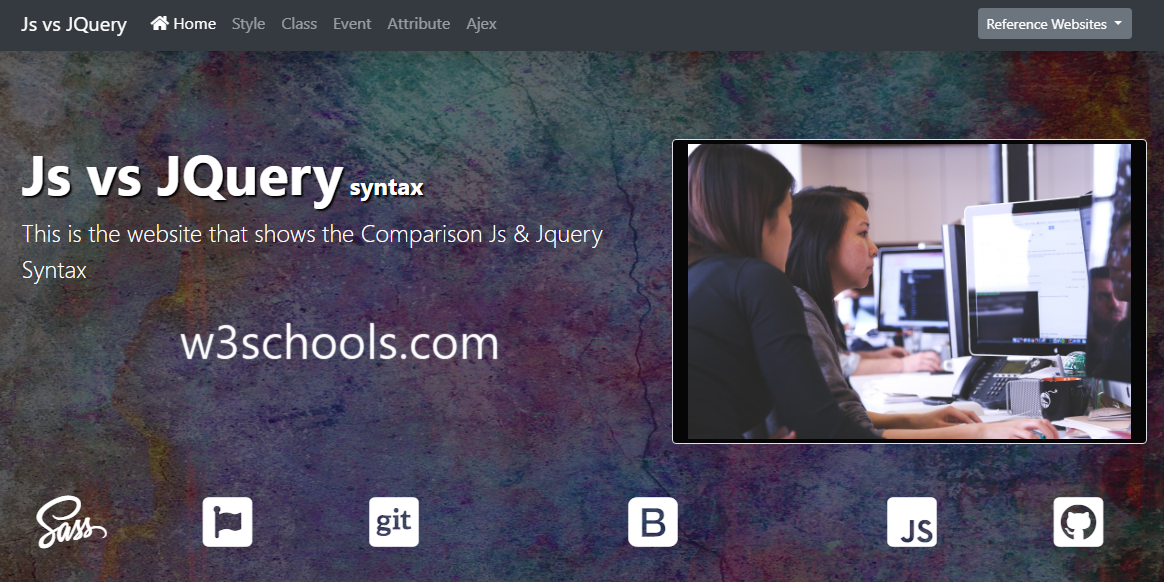 Js vs JQuery Home Style Class Event Attribute Ajex Reference Websites
Js vs JQuery syntax
This is the website that shows the Comparison Js & Jquery
Syntax
w3schools.com
Sass git B JS